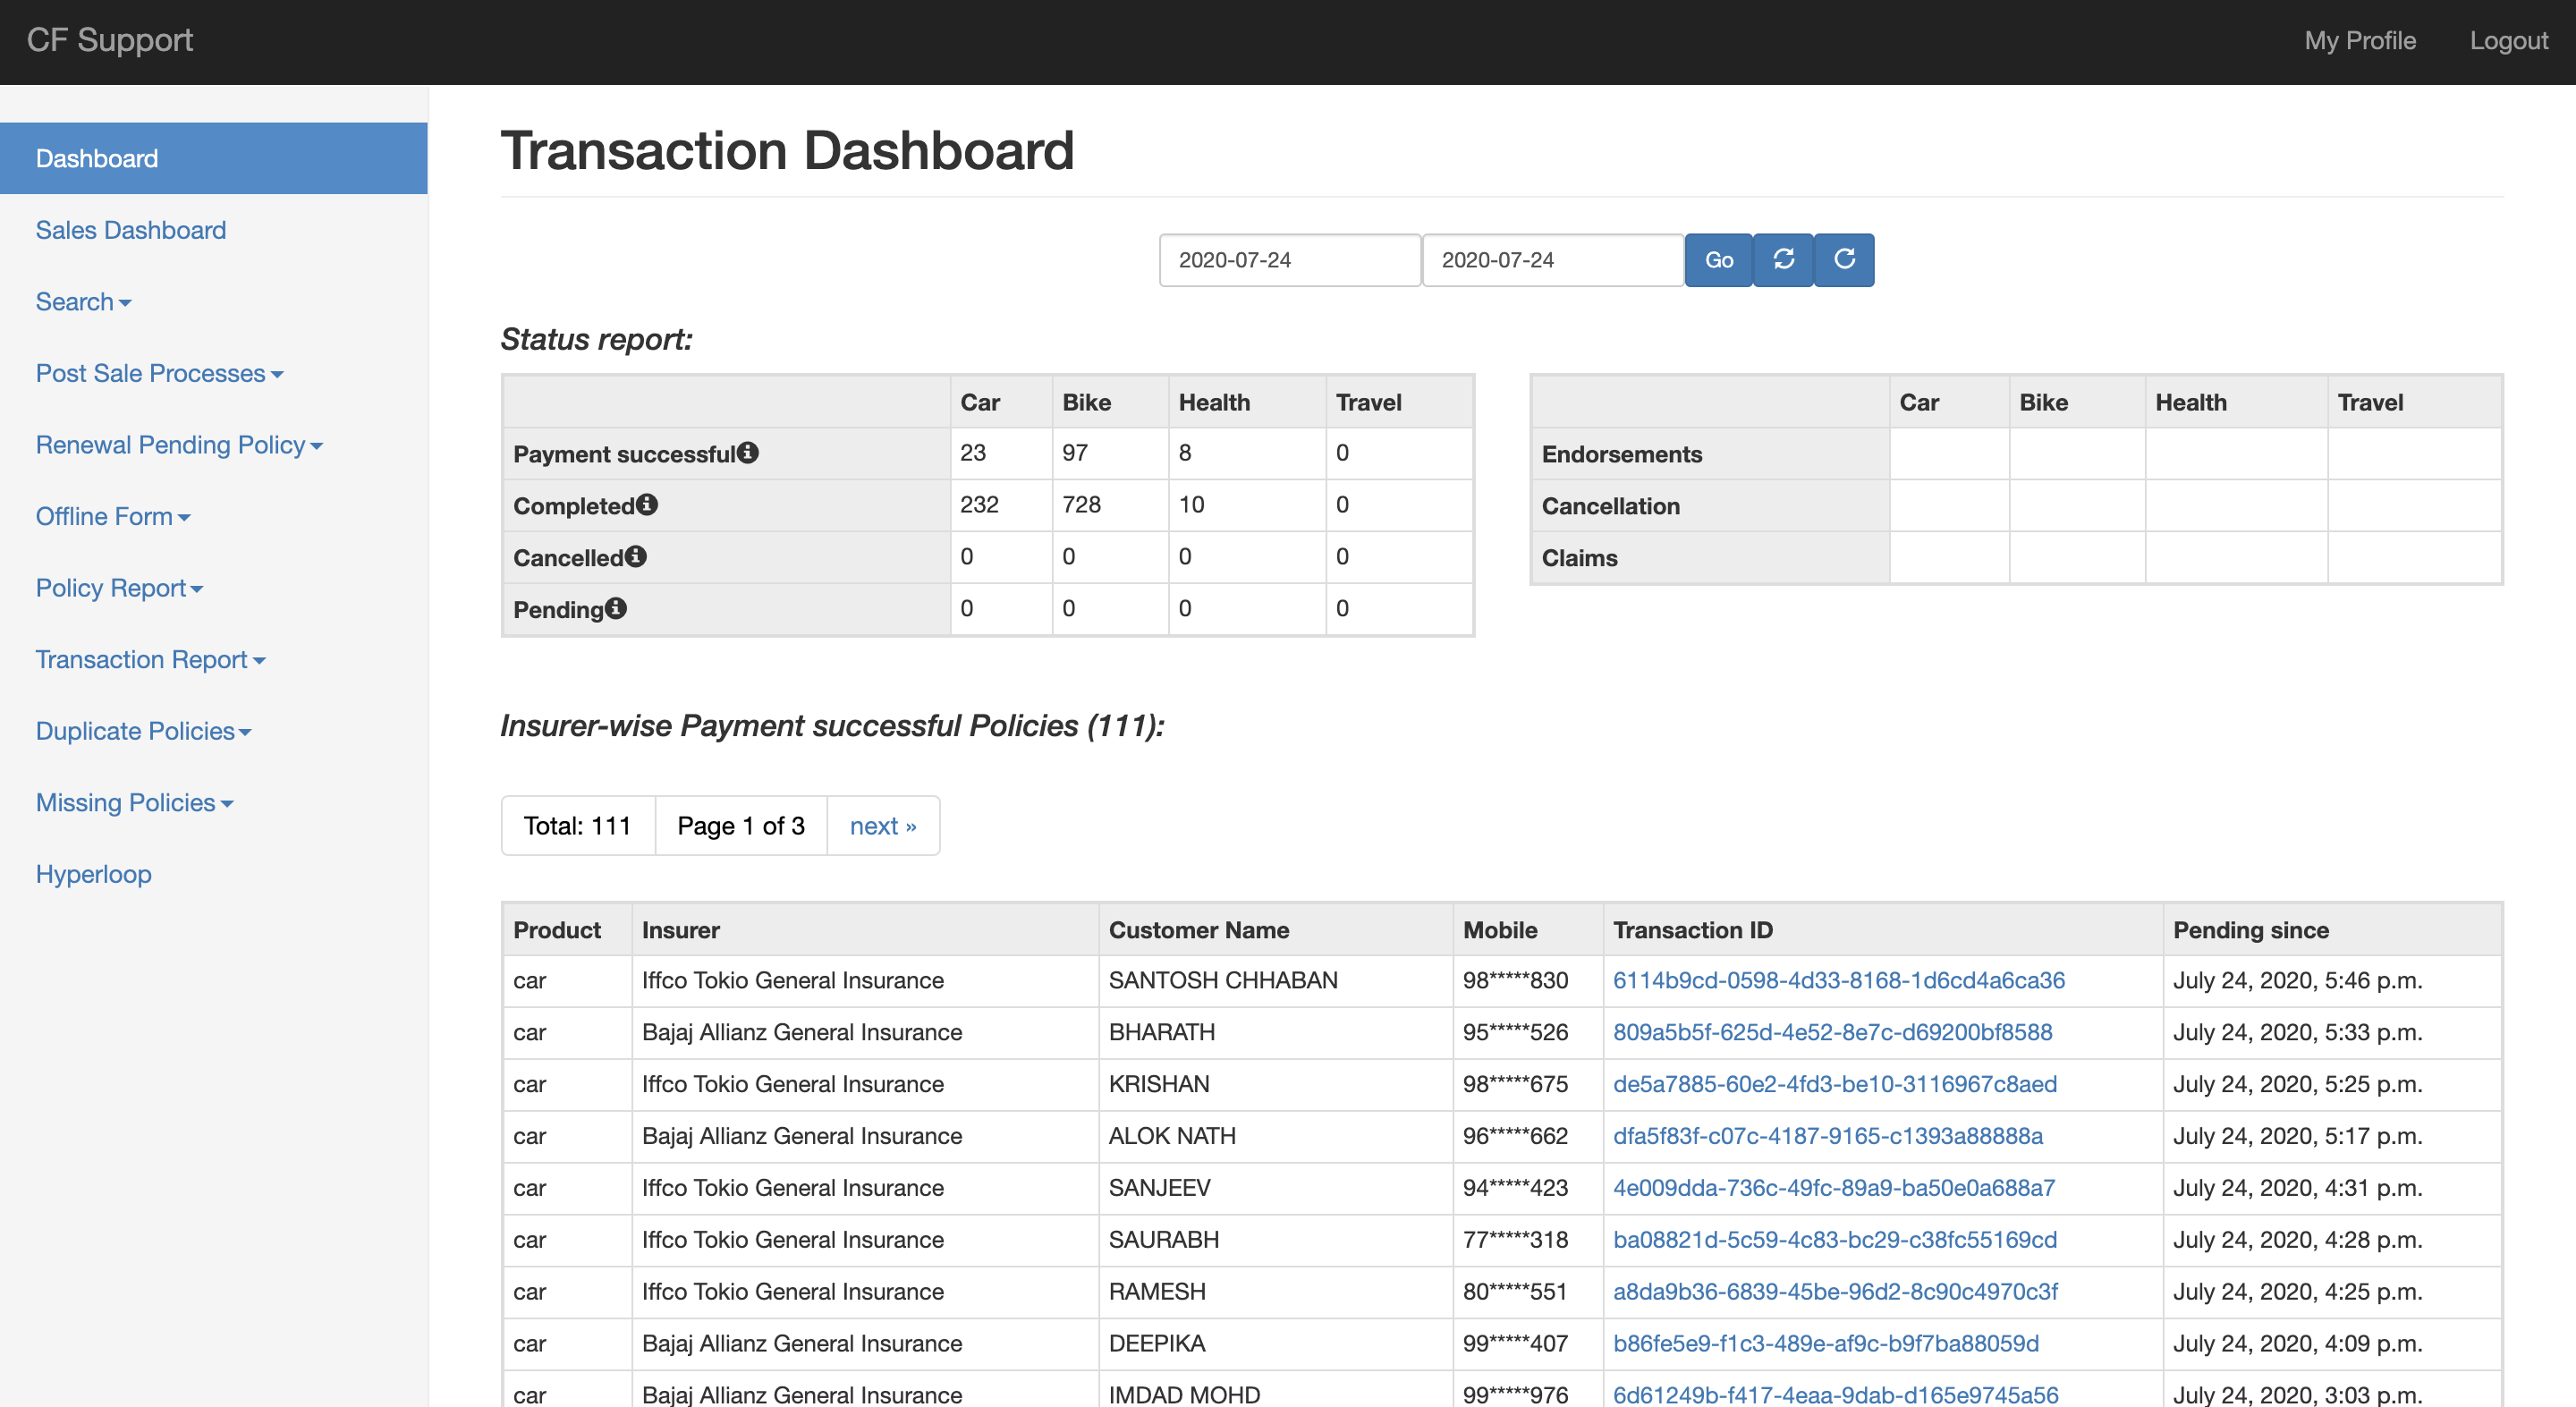 CF Support
My Profile
Logout
Dashboard
Sales Dashboard
Search
Post Sale Processes
Renewal Pending Policy
Offline Form
Policy Report
Transaction Report
Duplicate Policies
Missing Policies
Hyperloop
Transaction Dashboard
2020-07-24 2020-07-24 Go
Status report:
Car Bike Health Travel
Payment successful 23 97 8 0
Completed 232 728 10 0
Cancelled 0 0 0 0
Pending 0 0 0 0
Car Bike Health Travel
Endorsements
Cancellation
Claims
Insurer-wise Payment successful Policies (111):
Total: 111 Page 1 of 3 next »
Product Insurer Customer Name Mobile Transaction ID Pending since
car Iffco Tokio General Insurance SANTOSH CHHABAN 98*****830 6114b9cd-0598-4d33-8168-1d6cd4a6ca36 July 24, 2020, 5:46 p.m.
car Bajaj Allianz General Insurance BHARATH 95*****526 809a5b5f-625d-4e52-8e7c-d69200bf8588 July 24, 2020, 5:33 p.m.
car Iffco Tokio General Insurance KRISHAN 98*****675 de5a7885-60e2-4fd3-be10-3116967c8aed July 24, 2020, 5:25 p.m.
car Bajaj Allianz General Insurance ALOK NATH 96*****662 dfa5f83f-c07c-4187-9165-c1393a88888a July 24, 2020, 5:17 p.m.
car Iffco Tokio General Insurance SANJEEV 94*****423 4e009dda-736c-49fc-89a9-ba50e0a688a7 July 24, 2020, 4:31 p.m.
car Iffco Tokio General Insurance SAURABH 77*****318 ba08821d-5c59-4c83-bc29-c38fc55169cd July 24, 2020, 4:28 p.m.
car Iffco Tokio General Insurance RAMESH 80*****551 a8da9b36-6839-45be-96d2-8c90c4970c3f July 24, 2020, 4:25 p.m.
car Bajaj Allianz General Insurance DEEPIKA 99*****407 b86fe5e9-f1c3-489e-af9c-b9f7ba88059d July 24, 2020, 4:09 p.m.
car Bajaj Allianz General Insurance IMDAD MOHD 99*****976 6d61249b-f417-4eaa-9dab-d165e9745a56 July 24, 2020, 3:03 p.m.